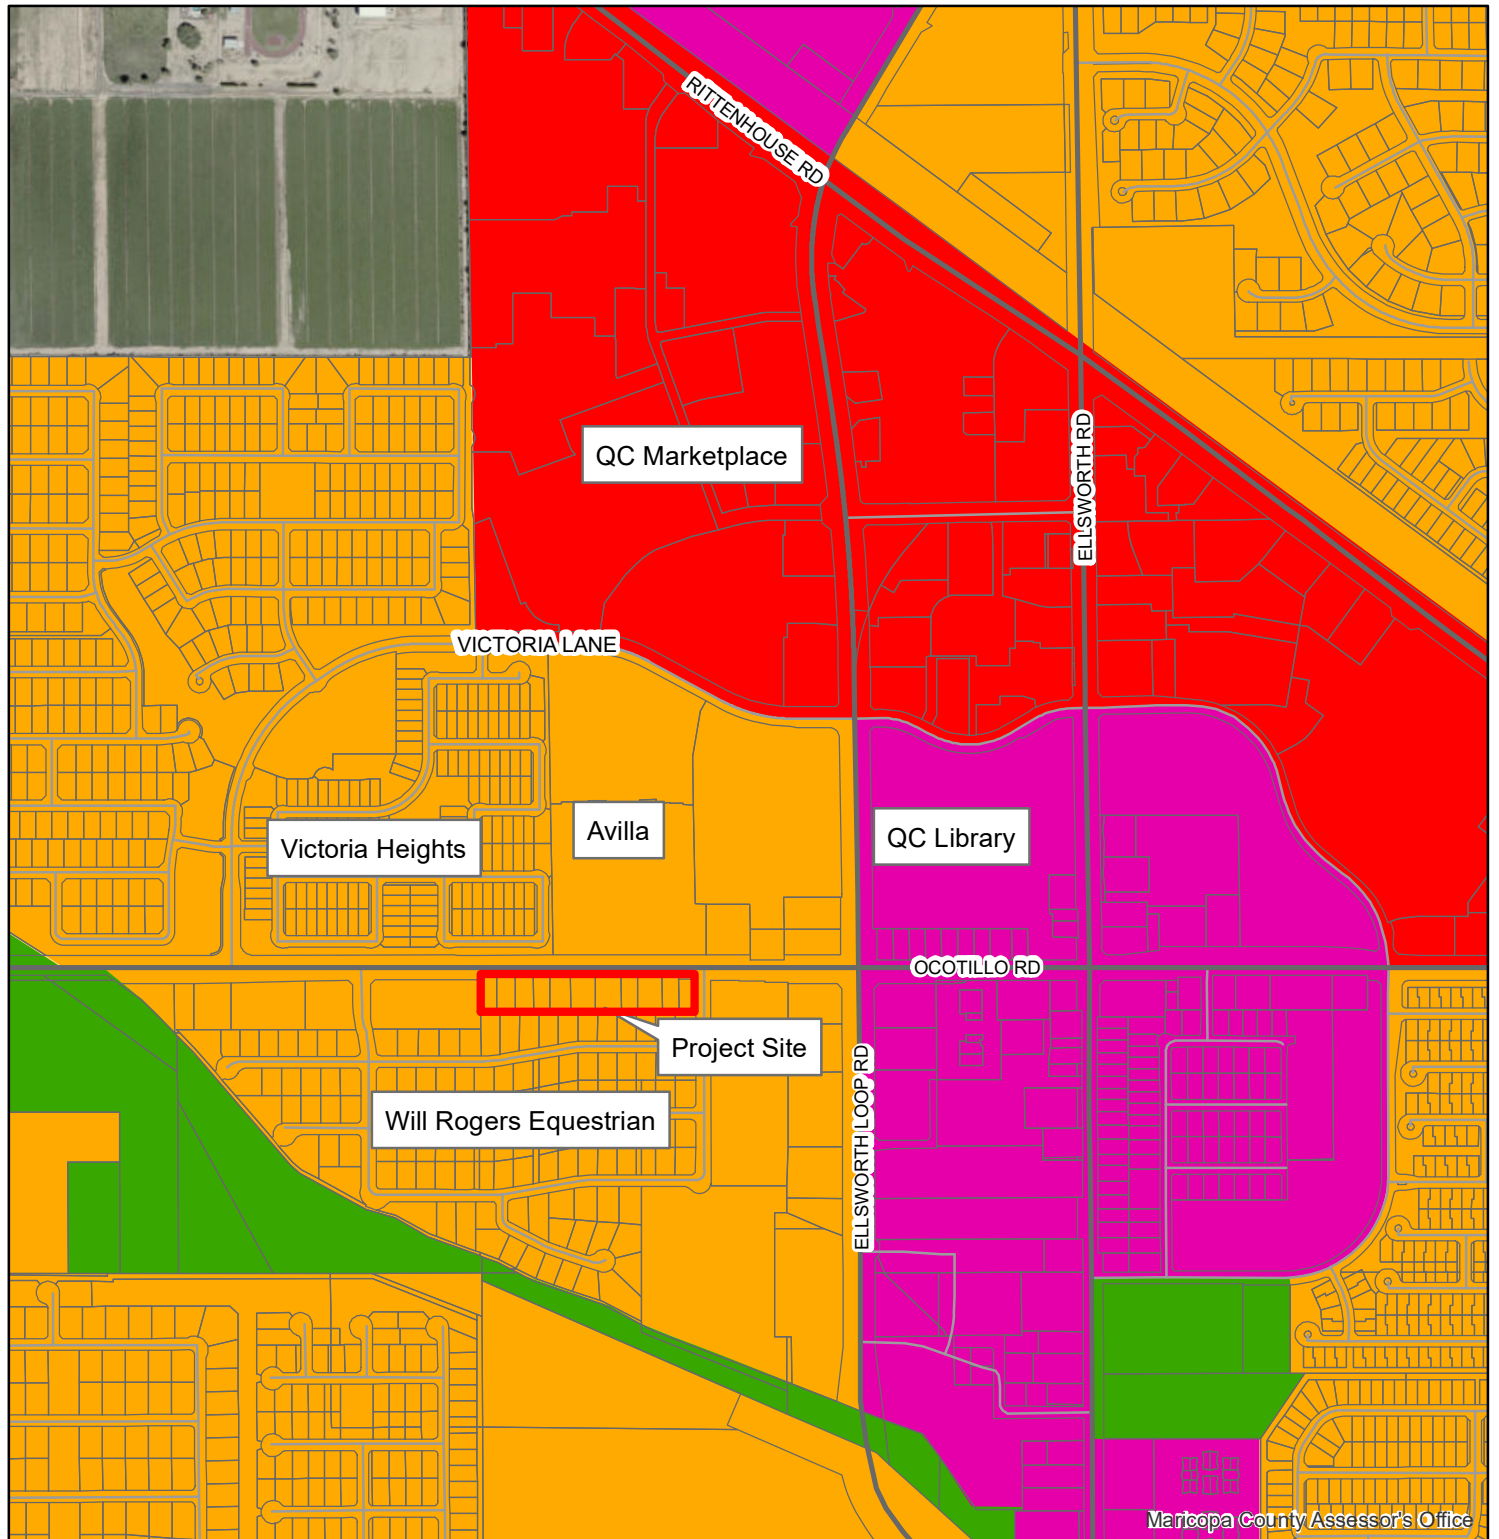 RITTENHOUSE RD
QC Marketplace
ELLSWORTH RD
VICTORIA LANE
Avilla
QC Library
Victoria Heights
OCOTILLO RD
Project Site
Will Rogers Equestrian
ELLSWORTH LOOP RD
Maricopa County Assessor's Office